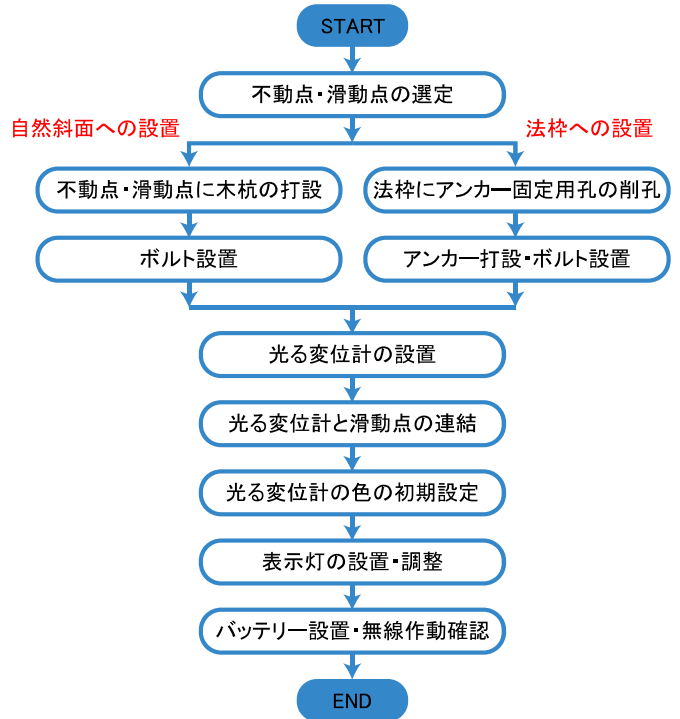 START
不動点・滑動点の選定
自然斜面への設置
法枠への設置
不動点・滑動点に木杭の打設
法枠にアンカー固定用孔の削孔
ボルト設置
アンカー打設・ボルト設置
光る変位計の設置
光る変位計と滑動点の連結
光る変位計の色の初期設定
表示灯の設置・調整
バッテリー設置・無線作動確認
END